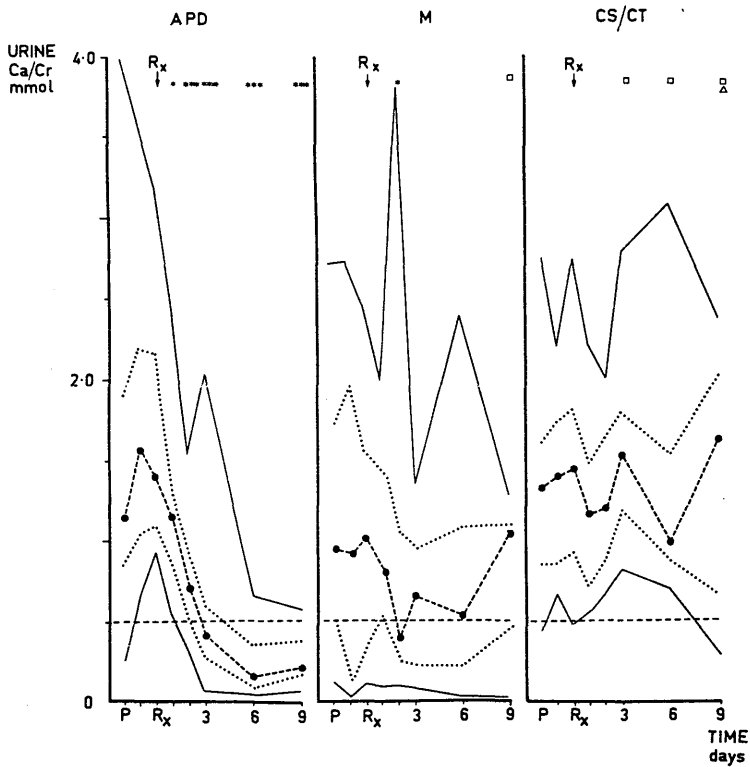 APD M CS/CT
URINE
Ca/Cr
mmol
4·0
Rx Rx Rx
* ** *** **** *** **** * □ □ □ □
△
2·0
0
P Rx 3 6 9 P Rx 3 6 9 P Rx 3 6 9
TIME
days